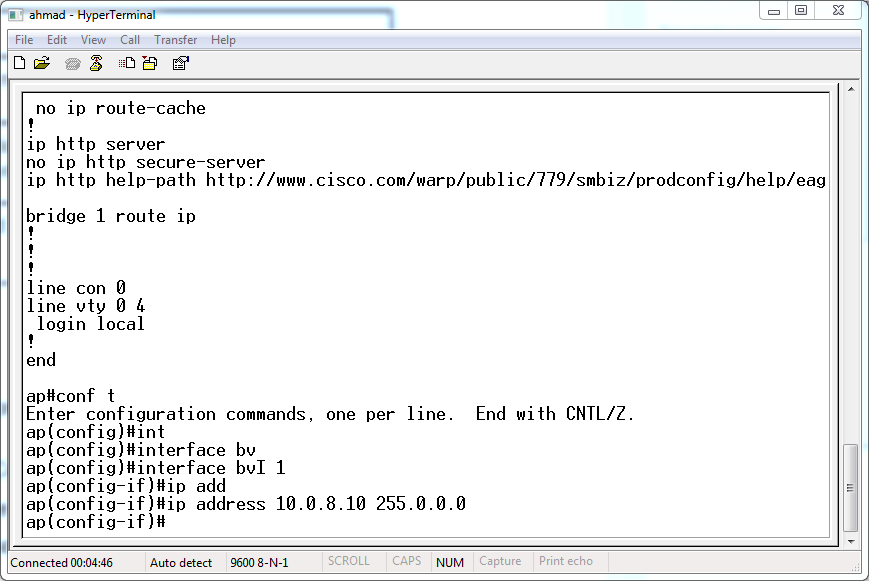 ahmad - HyperTerminal
File Edit View Call Transfer Help
no ip route-cache
!
ip http server
no ip http secure-server
ip http help-path http://www.cisco.com/warp/public/779/smbiz/prodconfig/help/eag
bridge 1 route ip
!
!
!
line con 0
line vty 0 4
login local
!
end
ap#conf t
Enter configuration commands, one per line.  End with CNTL/Z.
ap(config)#int
ap(config)#interface bv
ap(config)#interface bvI 1
ap(config-if)#ip add
ap(config-if)#ip address 10.0.8.10 255.0.0.0
ap(config-if)#
Connected 00:04:46 Auto detect 9600 8-N-1 SCROLL CAPS NUM Capture Print echo